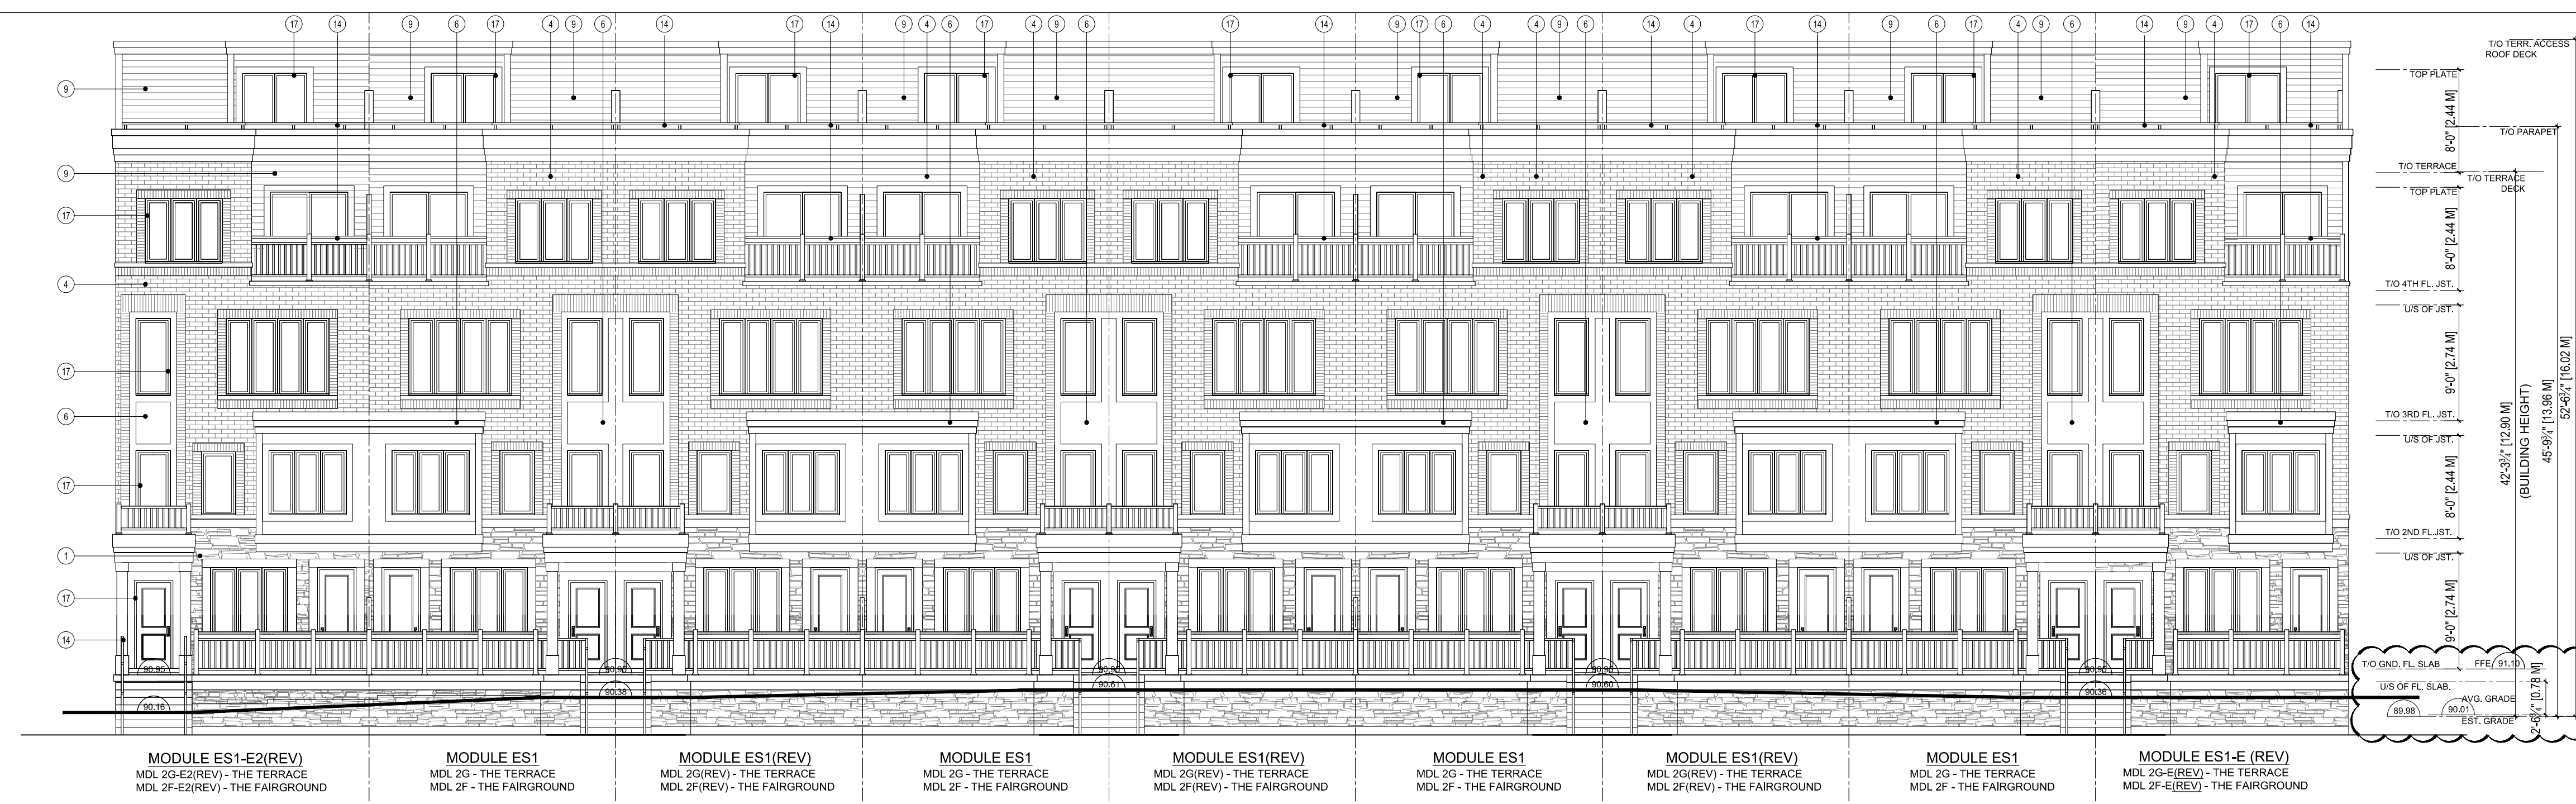 17 14 9 6 17 4 9 6 14 17 14 9 4 6 17 4 9 6 17 14 9 17 6 4 4 9 6 14 4 17 14 9 6 17 4 9 6 14 9 4 17 6 14
9
9
17
4
17
6
17
1
17
14
T/O TERR. ACCESS
ROOF DECK
TOP PLATE
8'-0" [2.44 M]
T/O PARAPET
T/O TERRACE
T/O TERRACE
DECK
TOP PLATE
8'-0" [2.44 M]
T/O 4TH FL. JST.
U/S OF JST.
9'-0" [2.74 M]
T/O 3RD FL. JST.
U/S OF JST.
8'-0" [2.44 M]
T/O 2ND FL. JST.
U/S OF JST.
9'-0" [2.74 M]
42'-3¾" [12.90 M]
(BUILDING HEIGHT)
45'-9¾" [13.96 M]
52'-6¾" [16.02 M]
T/O GND. FL. SLAB
FFE 91.10
U/S OF FL. SLAB.
AVG. GRADE
89.98 90.01
EST. GRADE
2'-6¾" [0.78 M]
90.95 90.95 90.95 90.95 90.95
90.16 90.38 90.61 90.60 90.36
MODULE ES1-E2(REV)
MDL 2G-E2(REV) - THE TERRACE
MDL 2F-E2(REV) - THE FAIRGROUND
MODULE ES1
MDL 2G - THE TERRACE
MDL 2F - THE FAIRGROUND
MODULE ES1(REV)
MDL 2G(REV) - THE TERRACE
MDL 2F(REV) - THE FAIRGROUND
MODULE ES1
MDL 2G - THE TERRACE
MDL 2F - THE FAIRGROUND
MODULE ES1(REV)
MDL 2G(REV) - THE TERRACE
MDL 2F(REV) - THE FAIRGROUND
MODULE ES1
MDL 2G - THE TERRACE
MDL 2F - THE FAIRGROUND
MODULE ES1(REV)
MDL 2G(REV) - THE TERRACE
MDL 2F(REV) - THE FAIRGROUND
MODULE ES1
MDL 2G - THE TERRACE
MDL 2F - THE FAIRGROUND
MODULE ES1-E (REV)
MDL 2G-E(REV) - THE TERRACE
MDL 2F-E(REV) - THE FAIRGROUND